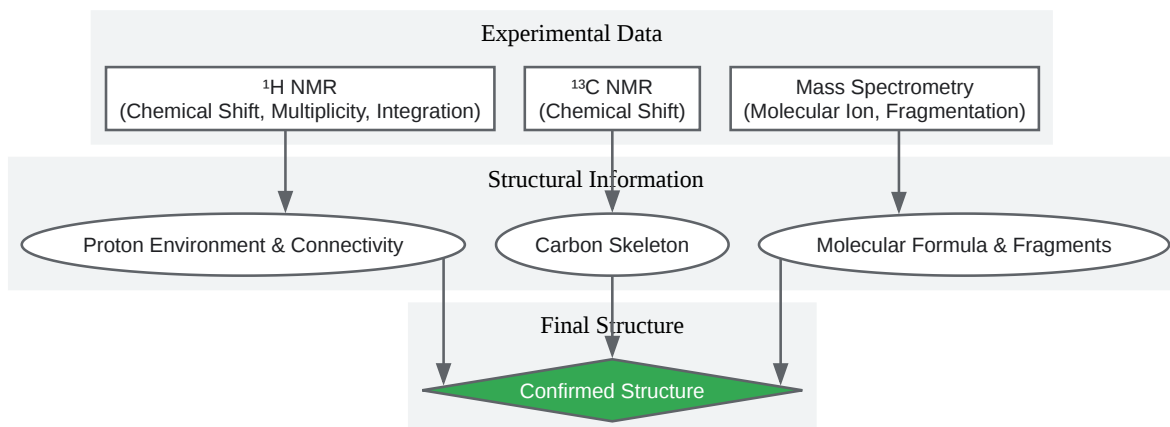 Experimental Data
¹H NMR
(Chemical Shift, Multiplicity, Integration)
¹³C NMR
(Chemical Shift)
Mass Spectrometry
(Molecular Ion, Fragmentation)
Structural Information
Proton Environment & Connectivity
Carbon Skeleton
Molecular Formula & Fragments
Final Structure
Confirmed Structure